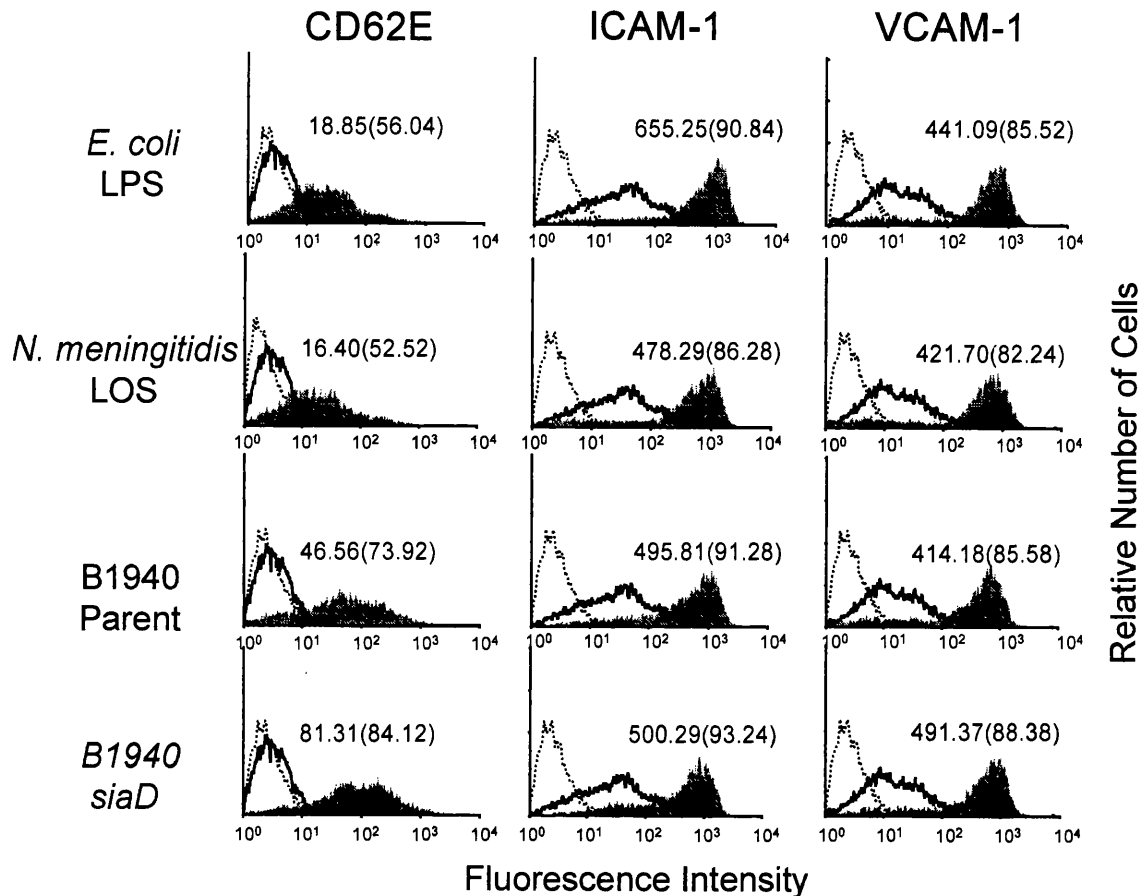 CD62E ICAM-1 VCAM-1
E. coli
LPS
18.85(56.04) 655.25(90.84) 441.09(85.52)
10⁰ 10¹ 10² 10³ 10⁴ 10⁰ 10¹ 10² 10³ 10⁴ 10⁰ 10¹ 10² 10³ 10⁴
N. meningitidis
LOS
16.40(52.52) 478.29(86.28) 421.70(82.24)
10⁰ 10¹ 10² 10³ 10⁴ 10⁰ 10¹ 10² 10³ 10⁴ 10⁰ 10¹ 10² 10³ 10⁴
B1940
Parent
46.56(73.92) 495.81(91.28) 414.18(85.58)
10⁰ 10¹ 10² 10³ 10⁴ 10⁰ 10¹ 10² 10³ 10⁴ 10⁰ 10¹ 10² 10³ 10⁴
B1940
siaD
81.31(84.12) 500.29(93.24) 491.37(88.38)
10⁰ 10¹ 10² 10³ 10⁴ 10⁰ 10¹ 10² 10³ 10⁴ 10⁰ 10¹ 10² 10³ 10⁴
Fluorescence Intensity
Relative Number of Cells